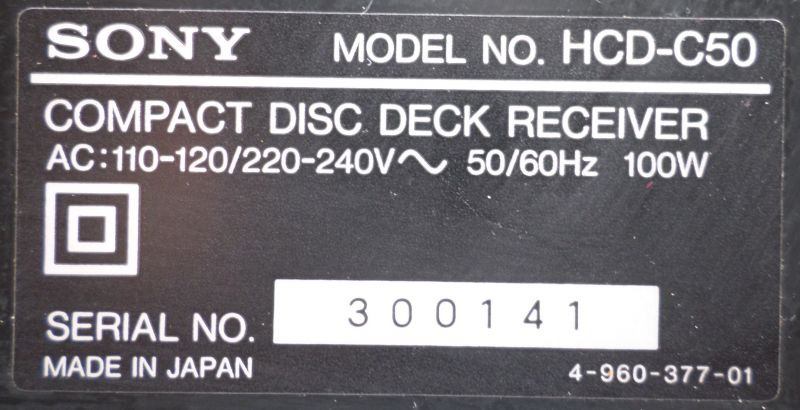 SONY MODEL NO. HCD-C50
COMPACT DISC DECK RECEIVER
AC:110-120/220-240V～ 50/60Hz 100W
SERIAL NO. 300141
MADE IN JAPAN 4-960-377-01